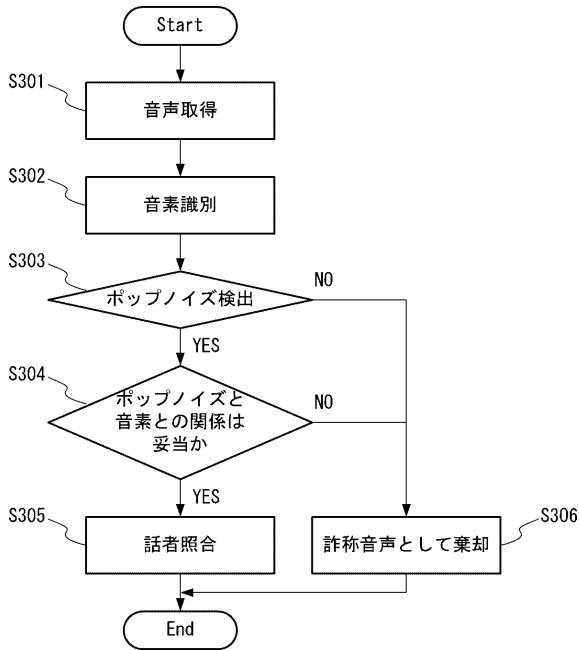 Start
S301
音声取得
S302
音素識別
S303
ポップノイズ検出
NO
YES
S304
ポップノイズと
音素との関係は
妥当か
NO
YES
S305
話者照合
S306
詐称音声として棄却
End